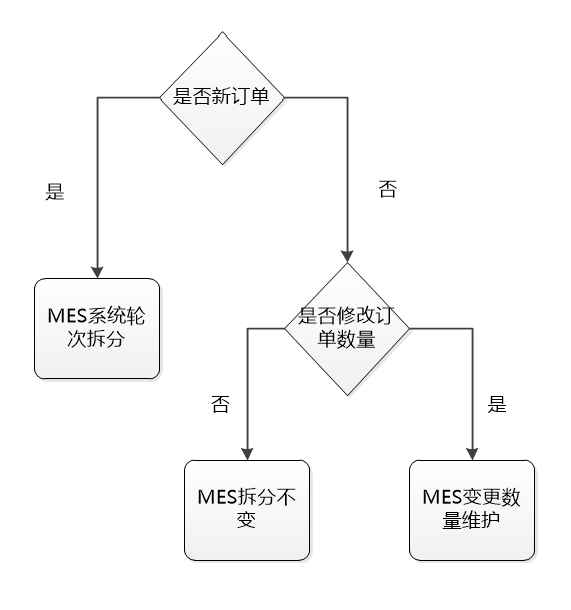 是否新订单
是
否
MES系统轮
次拆分
是否修改订
单数量
否
是
MES拆分不
变
MES变更数
量维护